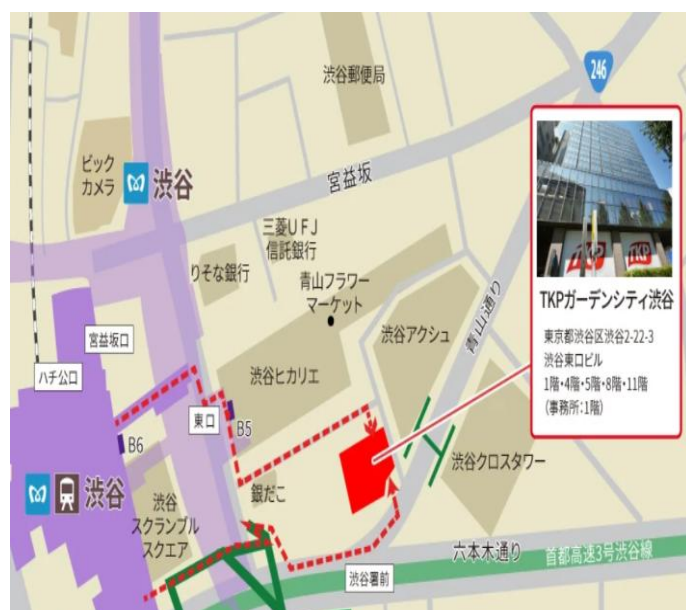 渋谷郵便局
246
ビック
カメラ
渋谷
宮益坂
三菱UFJ
信託銀行
りそな銀行
青山フラワー
マーケット
宮益坂口
ハチ公口
渋谷ヒカリエ
渋谷アクシュ
青山通り
東口
B5
B6
渋谷
渋谷
スクランブル
スクエア
銀だこ
渋谷クロスタワー
六本木通り
首都高速3号渋谷線
渋谷署前
TKP
TKP
TKPガーデンシティ渋谷
東京都渋谷区渋谷2-22-3
渋谷東口ビル
1階・4階・5階・8階・11階
(事務所:1階)